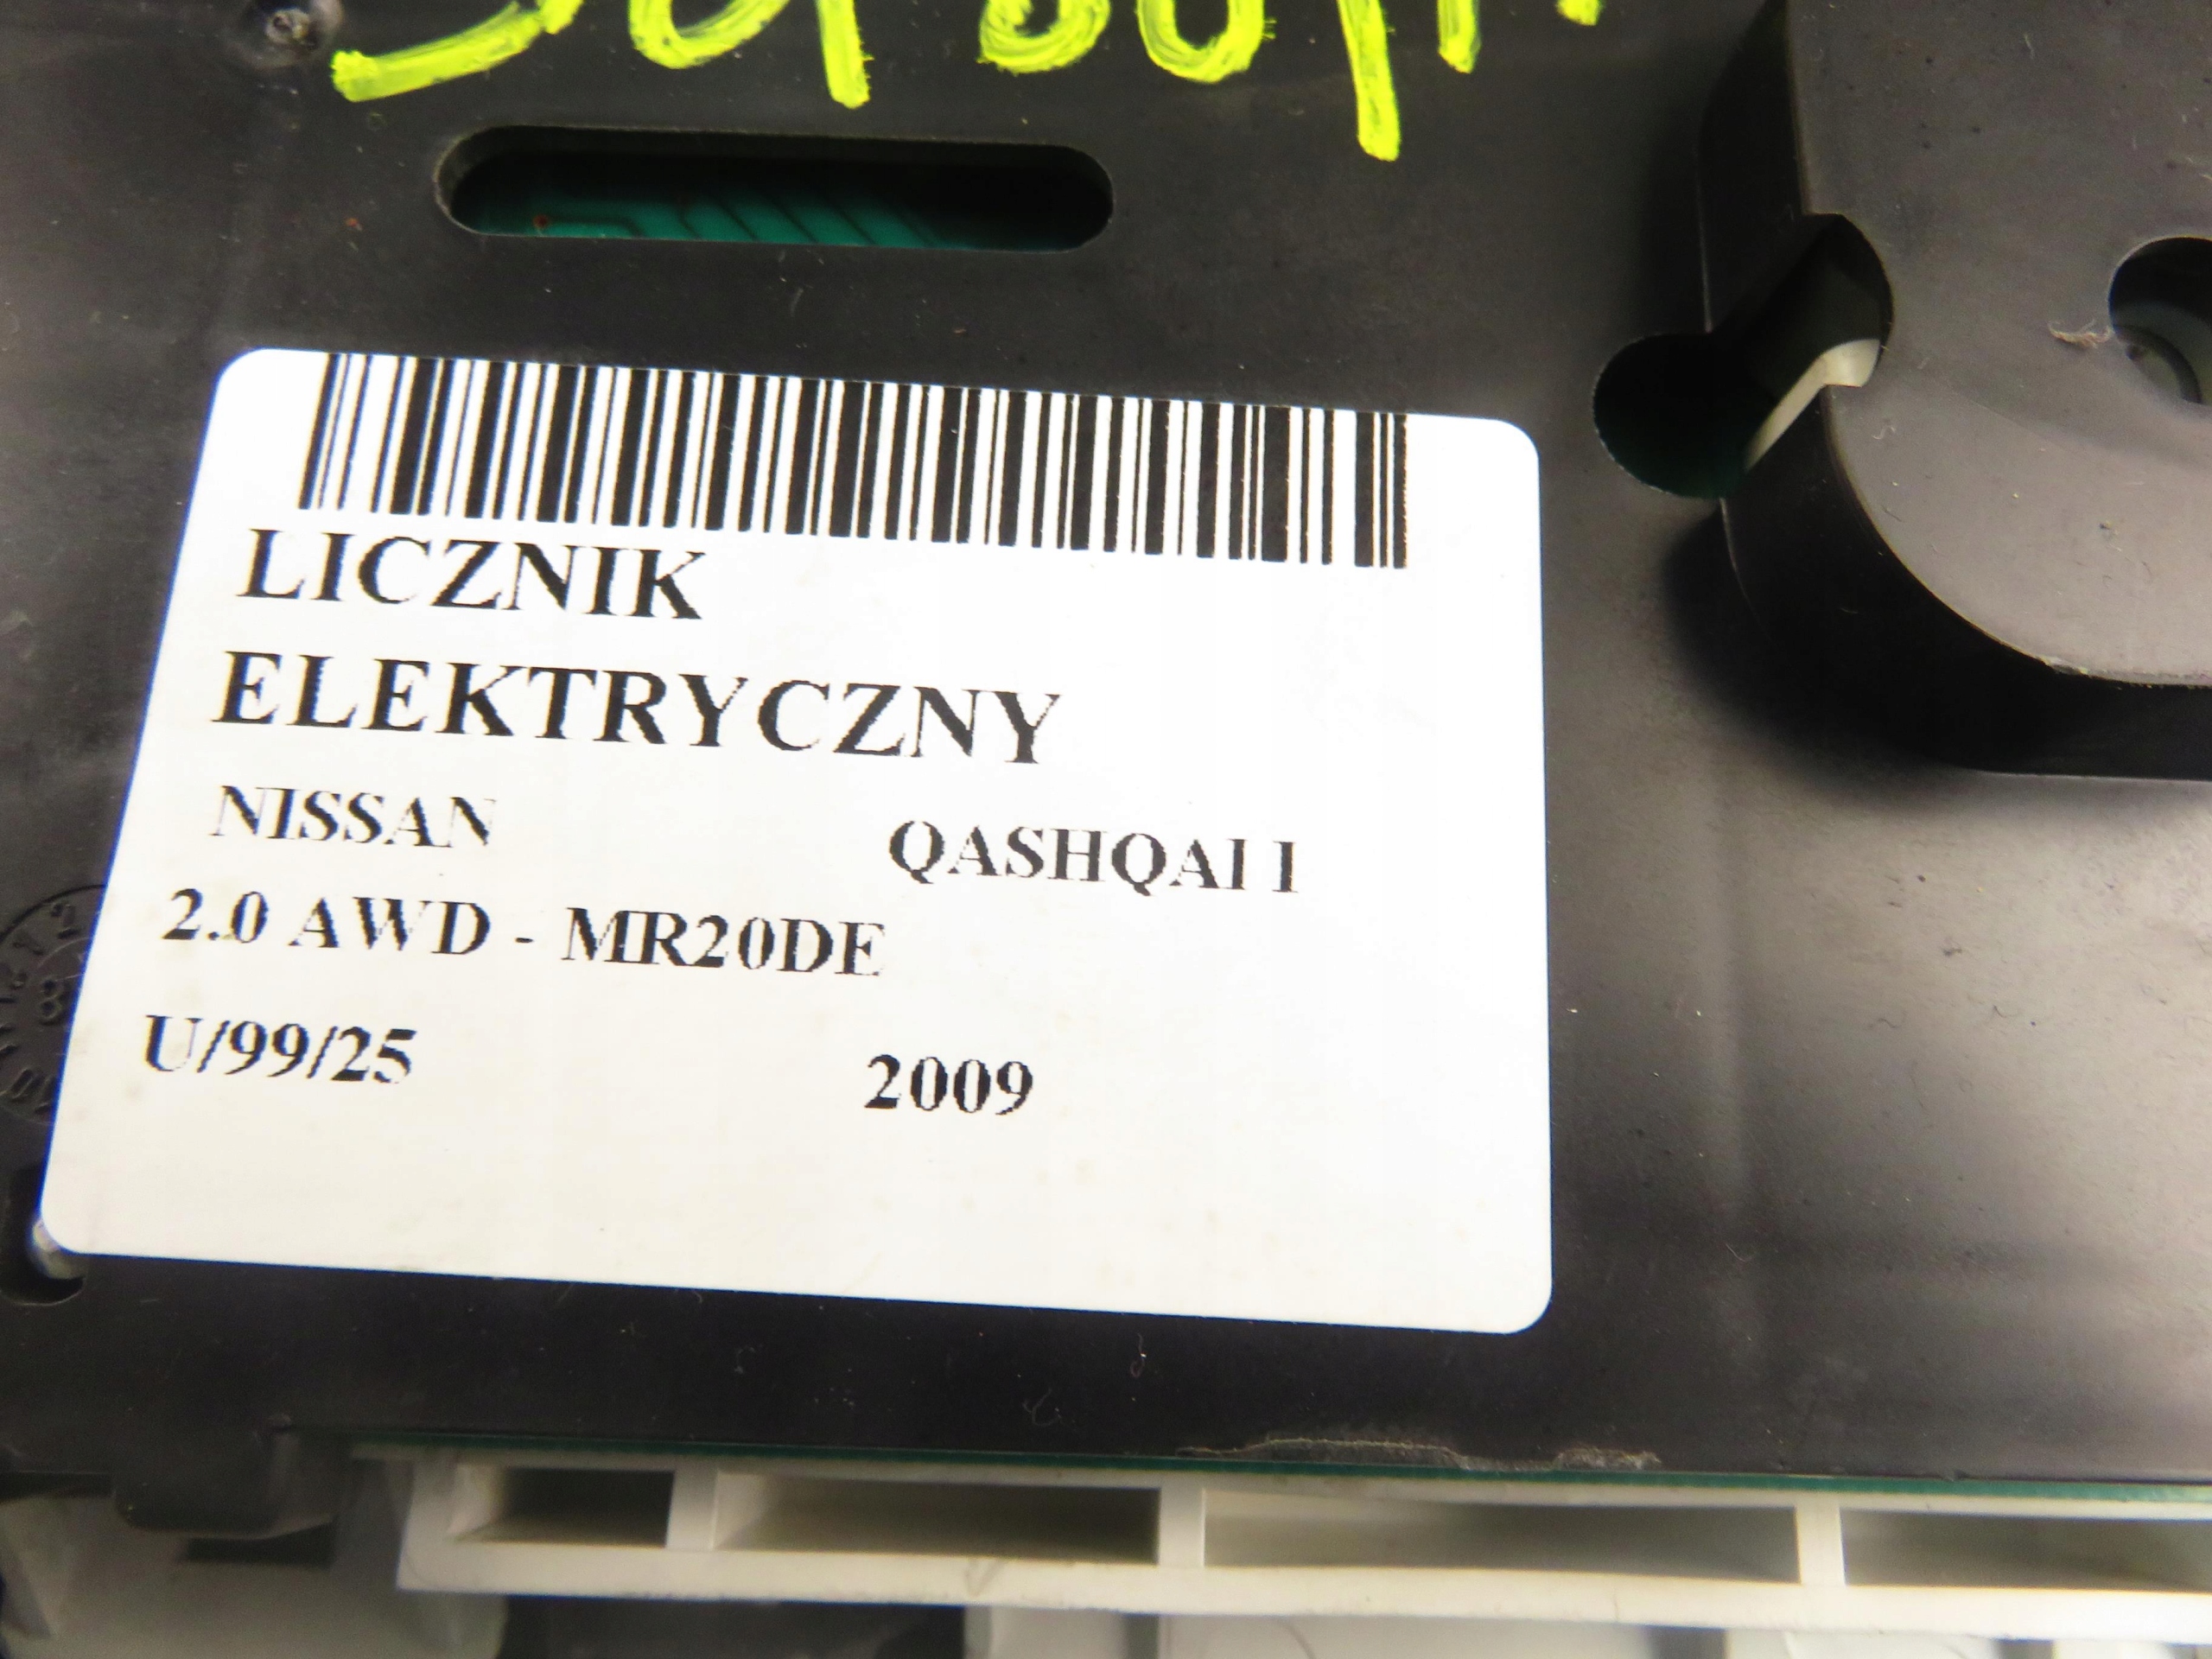 LICZNIK
ELEKTRYCZNY
NISSAN QASHQAI I
2.0 AWD - MR20DE
U/99/25 2009